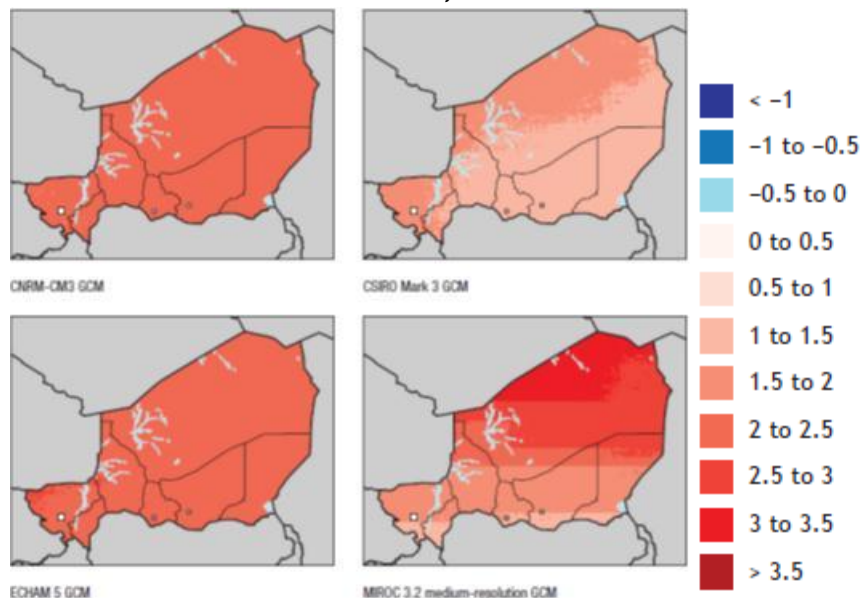 CNRM-CM3 GCM
CSIRO Mark 3 GCM
ECHAM 5 GCM
MIROC 3.2 medium-resolution GCM
< –1
–1 to –0.5
–0.5 to 0
0 to 0.5
0.5 to 1
1 to 1.5
1.5 to 2
2 to 2.5
2.5 to 3
3 to 3.5
> 3.5